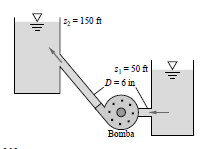 z₂ = 150 ft
z₁ = 50 ft
D = 6 in
Bomba